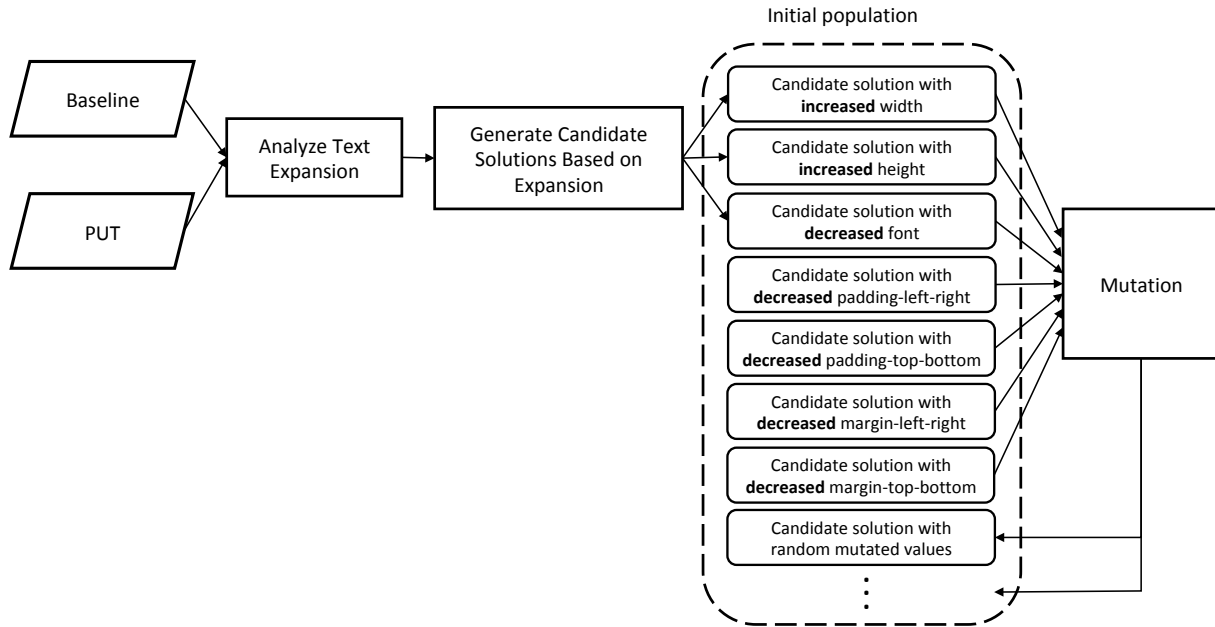 Initial population
Baseline
PUT
Analyze Text
Expansion
Generate Candidate
Solutions Based on
Expansion
Candidate solution with
increased width
Candidate solution with
increased height
Candidate solution with
decreased font
Candidate solution with
decreased padding-left-right
Candidate solution with
decreased padding-top-bottom
Candidate solution with
decreased margin-left-right
Candidate solution with
decreased margin-top-bottom
Candidate solution with
random mutated values
Mutation